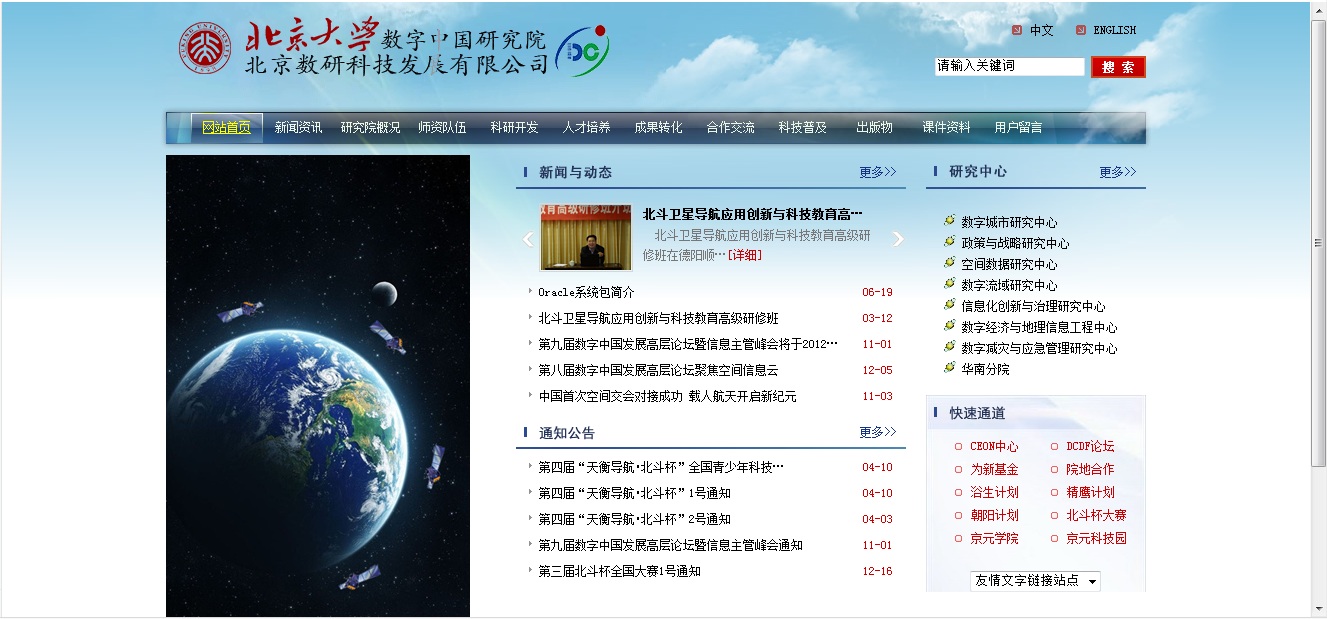 北京大学数字中国研究院
北京数研科技发展有限公司
中文 ENGLISH
请输入关键词 搜 索
网站首页 新闻资讯 研究院概况 师资队伍 科研开发 人才培养 成果转化 合作交流 科技普及 出版物 课件资料 用户留言
新闻与动态 更多>>
北斗卫星导航应用创新与科技教育高…
北斗卫星导航应用创新与科技教育高级研
修班在德阳顺…[详细]
Oracle系统包简介 06-19
北斗卫星导航应用创新与科技教育高级研修班 03-12
第九届数字中国发展高层论坛暨信息主管峰会将于2012… 11-01
第八届数字中国发展高层论坛聚焦空间信息云 12-05
中国首次空间交会对接成功 载人航天开启新纪元 11-03
通知公告 更多>>
第四届“天衡导航·北斗杯”全国青少年科技… 04-10
第四届“天衡导航·北斗杯”1号通知 04-10
第四届“天衡导航·北斗杯”2号通知 04-03
第九届数字中国发展高层论坛暨信息主管峰会通知 11-01
第三届北斗杯全国大赛1号通知 12-16
研究中心 更多>>
数字城市研究中心
政策与战略研究中心
空间数据研究中心
数字流域研究中心
信息化创新与治理研究中心
数字经济与地理信息工程中心
数字减灾与应急管理研究中心
华南分院
快速通道
CEON中心 DCDF论坛
为新基金 院地合作
浴生计划 精鹰计划
朝阳计划 北斗杯大赛
京元学院 京元科技园
友情文字链接站点